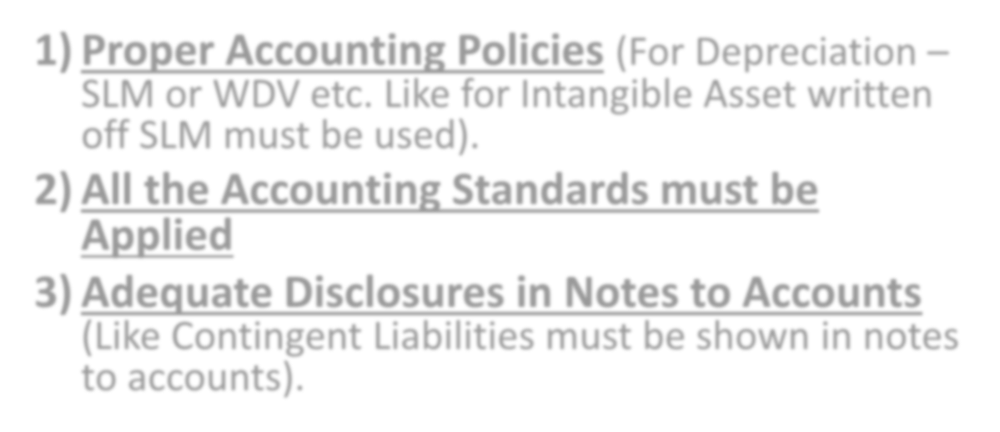 1) Proper Accounting Policies (For Depreciation –
SLM or WDV etc. Like for Intangible Asset written
off SLM must be used).
2) All the Accounting Standards must be
Applied
3) Adequate Disclosures in Notes to Accounts
(Like Contingent Liabilities must be shown in notes
to accounts).